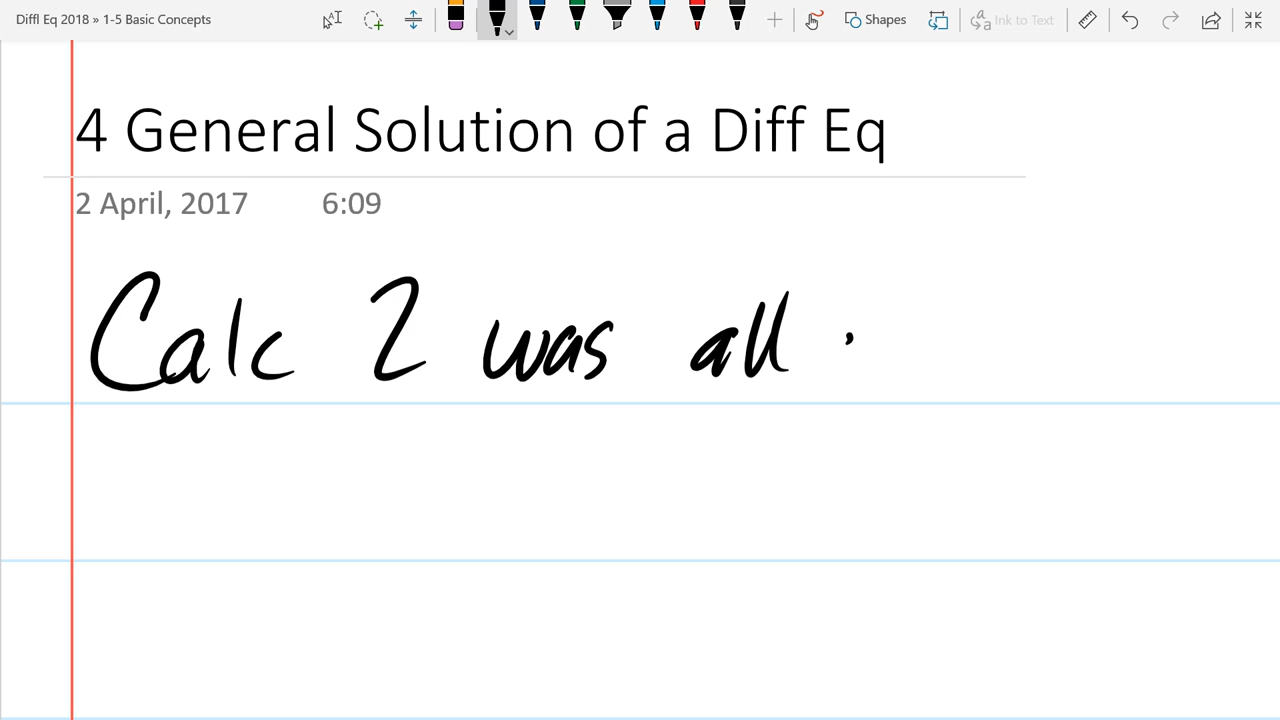 Diffl Eq 2018 » 1-5 Basic Concepts
Shapes
Ink to Text
4 General Solution of a Diff Eq
2 April, 2017 6:09
Calc 2 was all